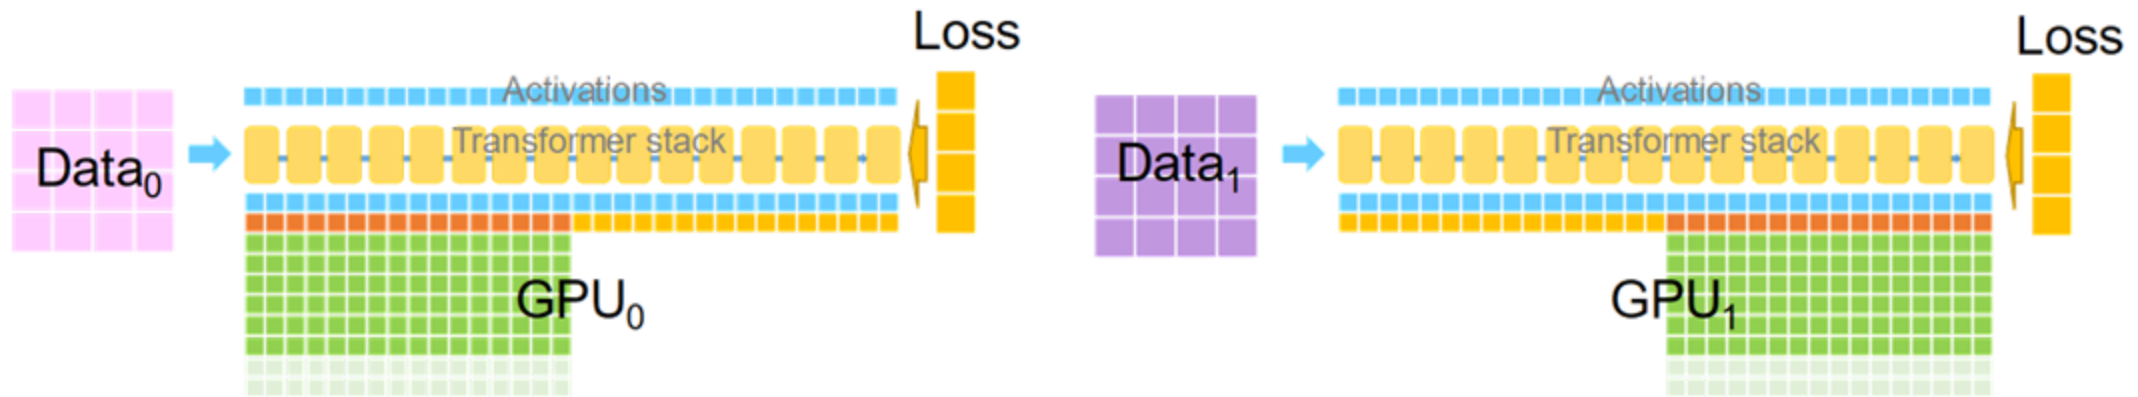 Loss
Activations
Transformer stack
Data₀
GPU₀
Loss
Activations
Transformer stack
Data₁
GPU₁